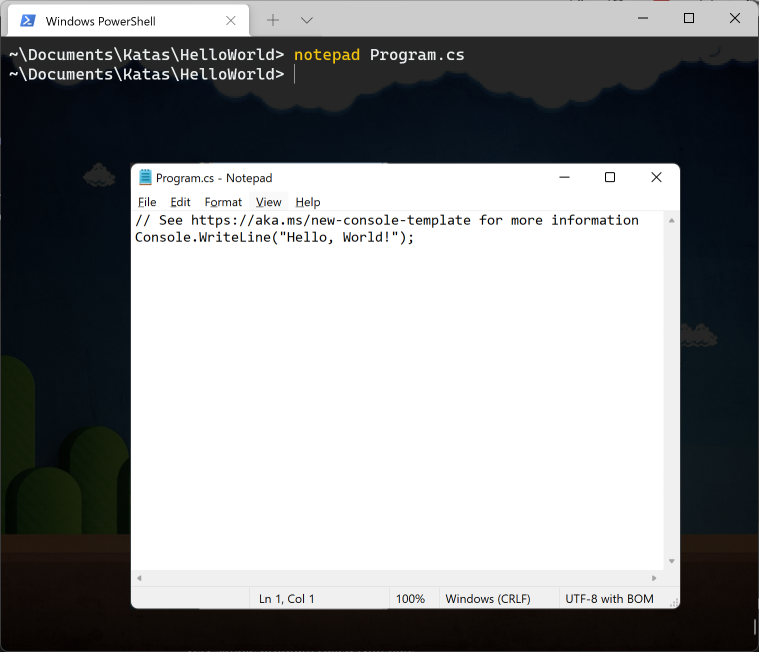 Windows PowerShell
~\Documents\Katas\HelloWorld> notepad Program.cs
~\Documents\Katas\HelloWorld>
Program.cs - Notepad
File Edit Format View Help
// See https://aka.ms/new-console-template for more information
Console.WriteLine("Hello, World!");
Ln 1, Col 1 100% Windows (CRLF) UTF-8 with BOM